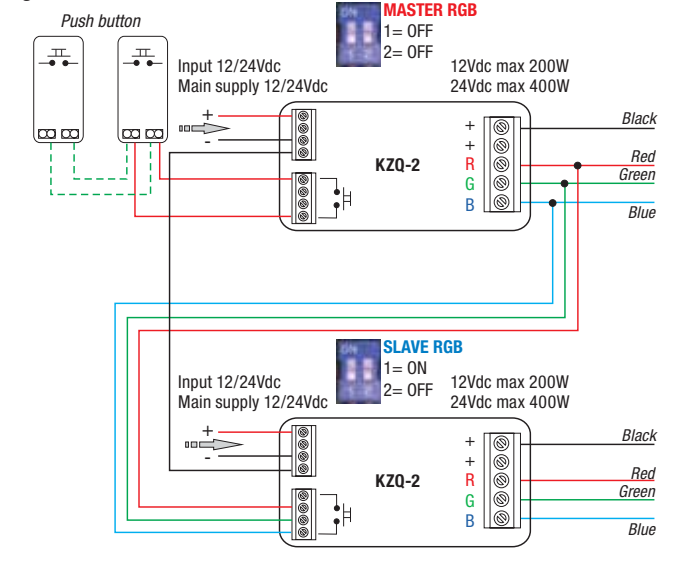 Push button
MASTER RGB
1= OFF
2= OFF
Input 12/24Vdc
Main supply 12/24Vdc
12Vdc max 200W
24Vdc max 400W
+
-
KZQ-2
+
+
R
G
B
Black
Red
Green
Blue
SLAVE RGB
1= ON
2= OFF
Input 12/24Vdc
Main supply 12/24Vdc
12Vdc max 200W
24Vdc max 400W
+
-
KZQ-2
+
+
R
G
B
Black
Red
Green
Blue